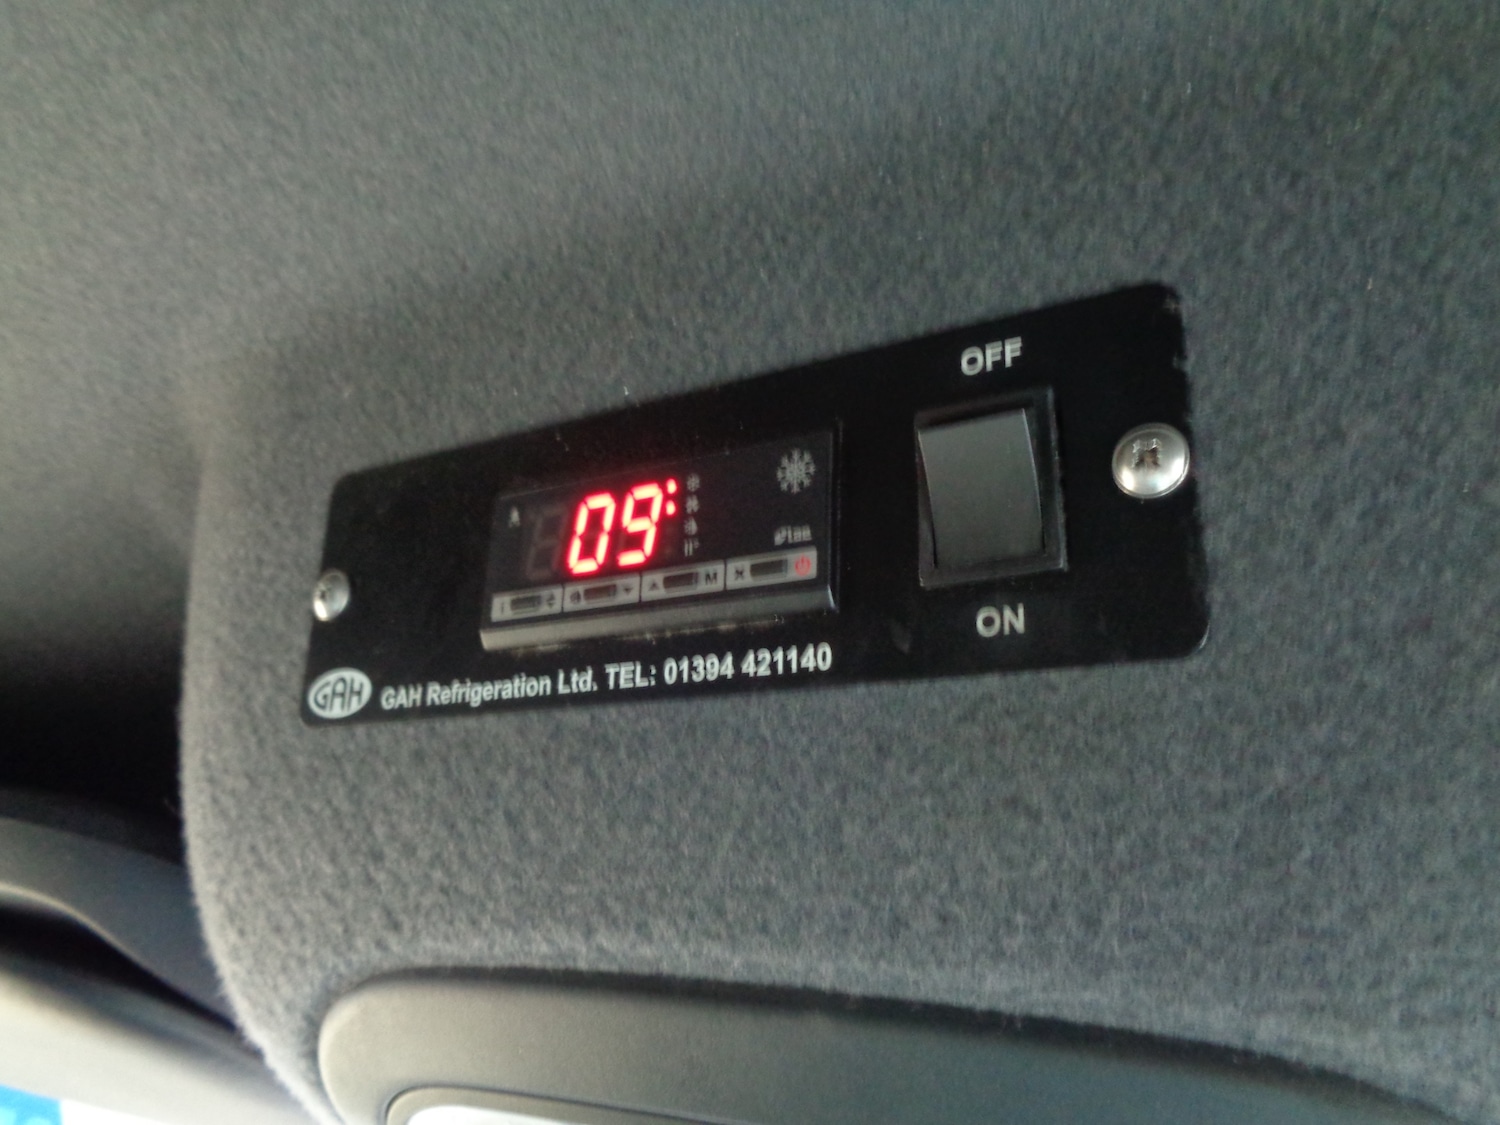 OFF
09
M
ON
GAH GAH Refrigeration Ltd. TEL: 01394 421140